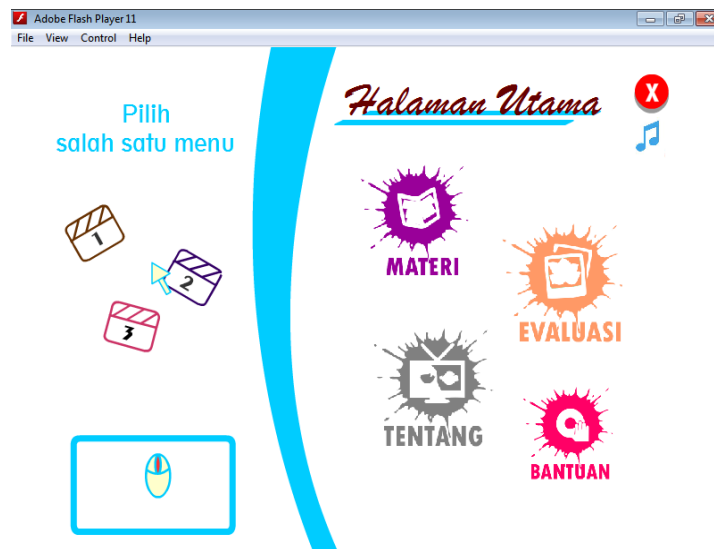 Adobe Flash Player 11
File View Control Help
Pilih
salah satu menu
1
2
3
Halaman Utama
X
MATERI
EVALUASI
TENTANG
BANTUAN